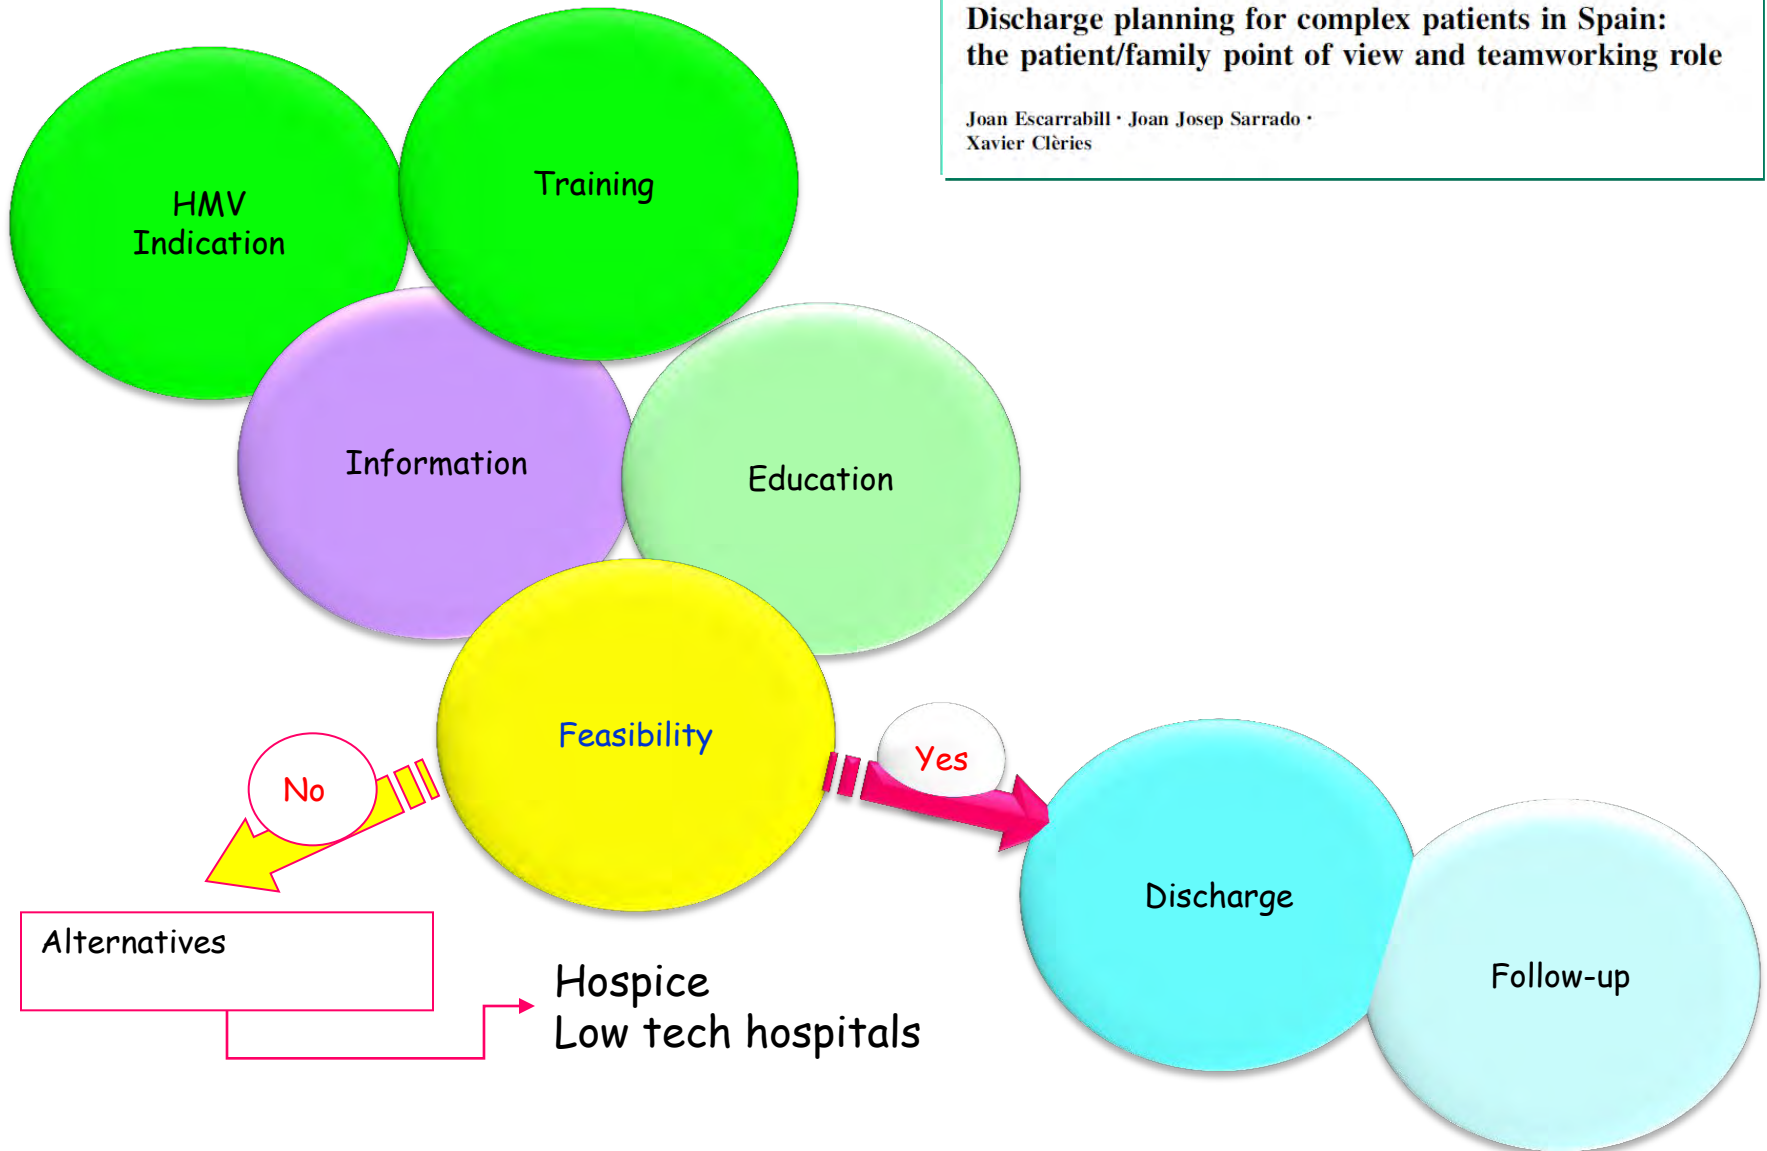 Discharge planning for complex patients in Spain:
the patient/family point of view and teamworking role
Joan Escarrabill · Joan Josep Sarrado ·
Xavier Clèries
HMV
Indication
Training
Information
Education
Feasibility
No
Yes
Alternatives
Hospice
Low tech hospitals
Discharge
Follow-up